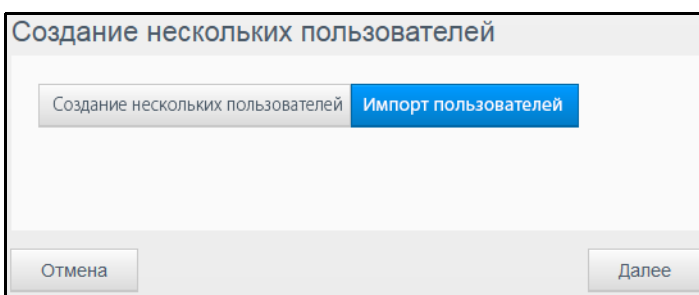 Создание нескольких пользователей
Создание нескольких пользователей Импорт пользователей
Отмена Далее